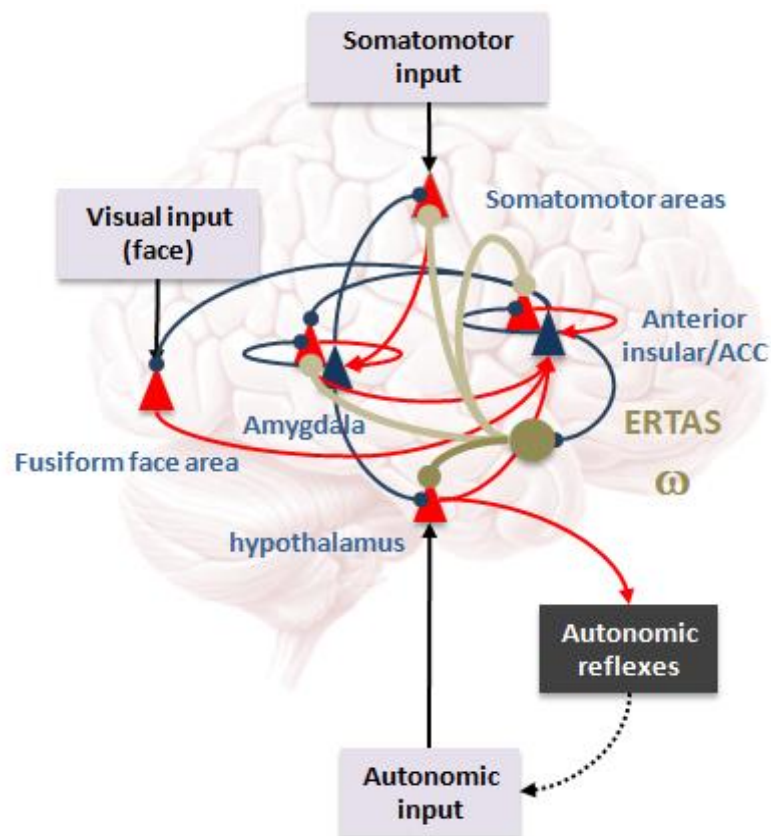 Somatomotor
input
Visual input
(face)
Somatomotor areas
Anterior
insular/ACC
Amygdala
ERTAS
ω
Fusiform face area
hypothalamus
Autonomic
reflexes
Autonomic
input